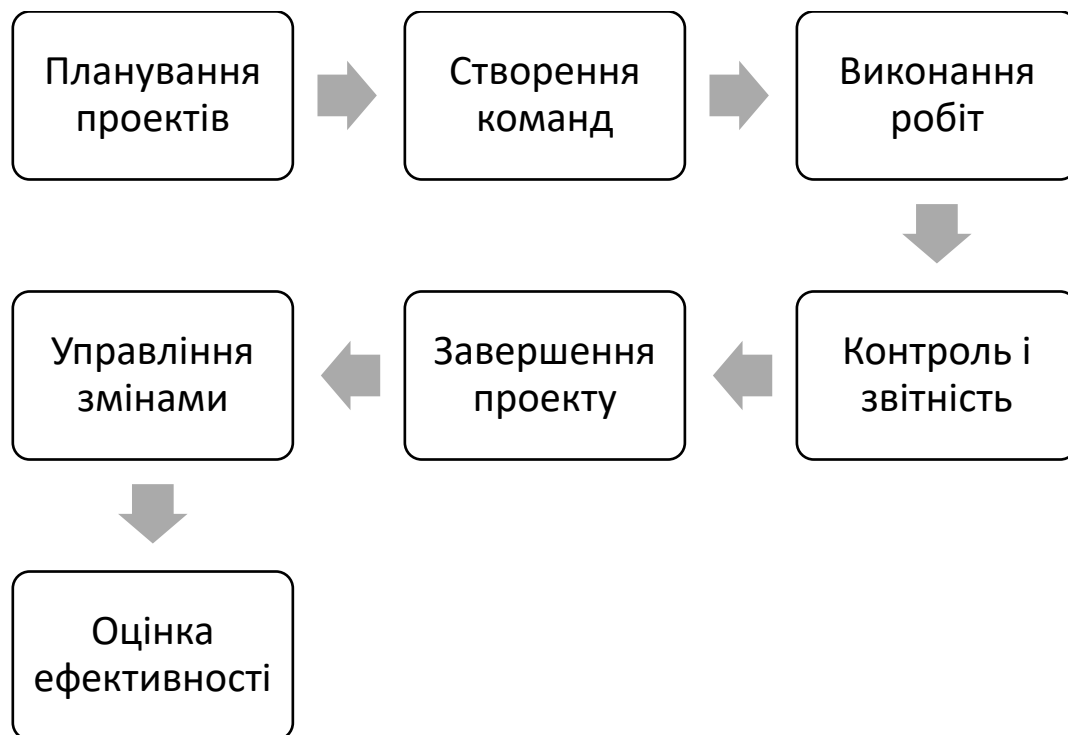 Планування
проектів
Створення
команд
Виконання
робіт
Контроль і
звітність
Завершення
проекту
Управління
змінами
Оцінка
ефективності